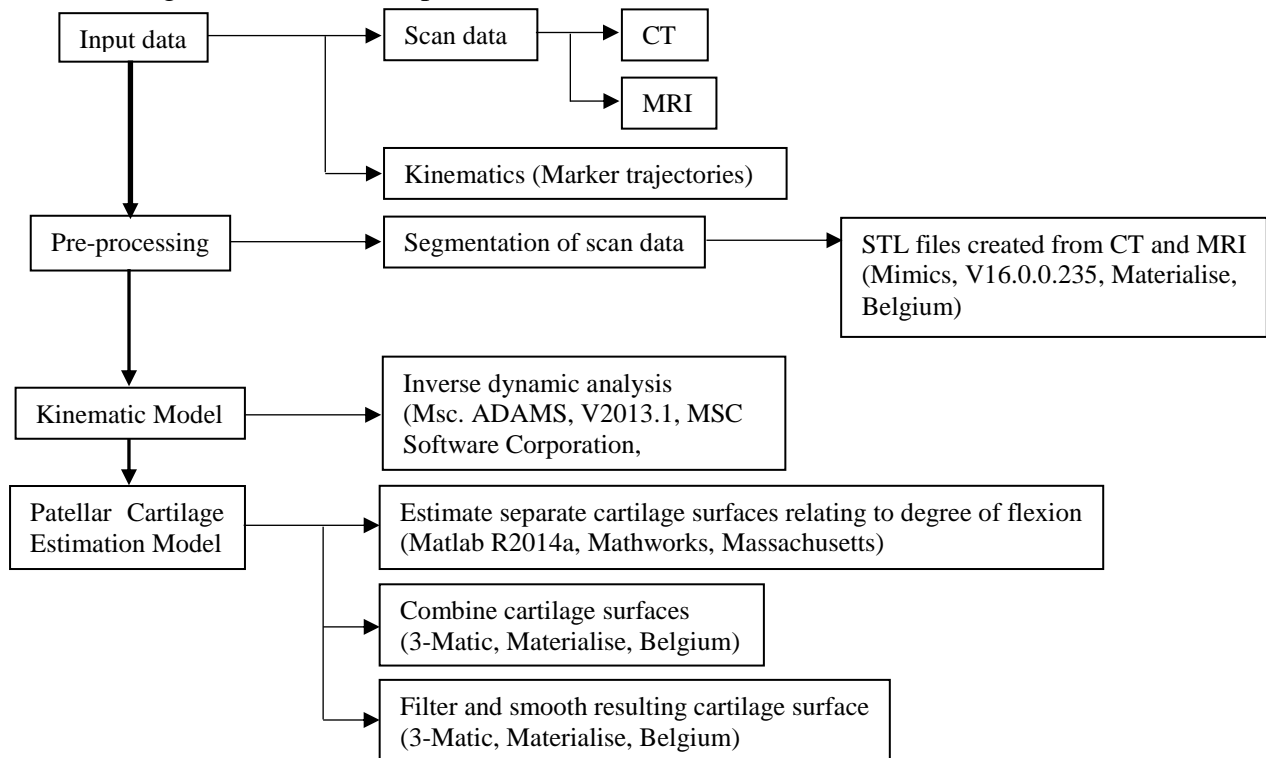 Input data
Scan data
CT
MRI
Kinematics (Marker trajectories)
Pre-processing
Segmentation of scan data
STL files created from CT and MRI
(Mimics, V16.0.0.235, Materialise,
Belgium)
Kinematic Model
Inverse dynamic analysis
(Msc. ADAMS, V2013.1, MSC
Software Corporation,
Patellar Cartilage
Estimation Model
Estimate separate cartilage surfaces relating to degree of flexion
(Matlab R2014a, Mathworks, Massachusetts)
Combine cartilage surfaces
(3-Matic, Materialise, Belgium)
Filter and smooth resulting cartilage surface
(3-Matic, Materialise, Belgium)